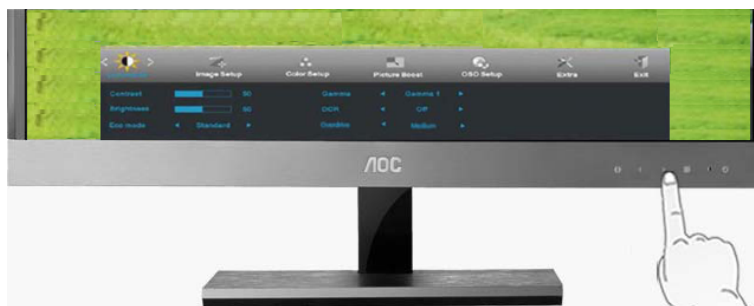 Image Setup Color Setup Picture Boost OSD Setup Extra Exit
Contrast 50 Gamma Gamma 1
Brightness 50 DCR Off
Eco mode Standard Overdrive Medium
AOC